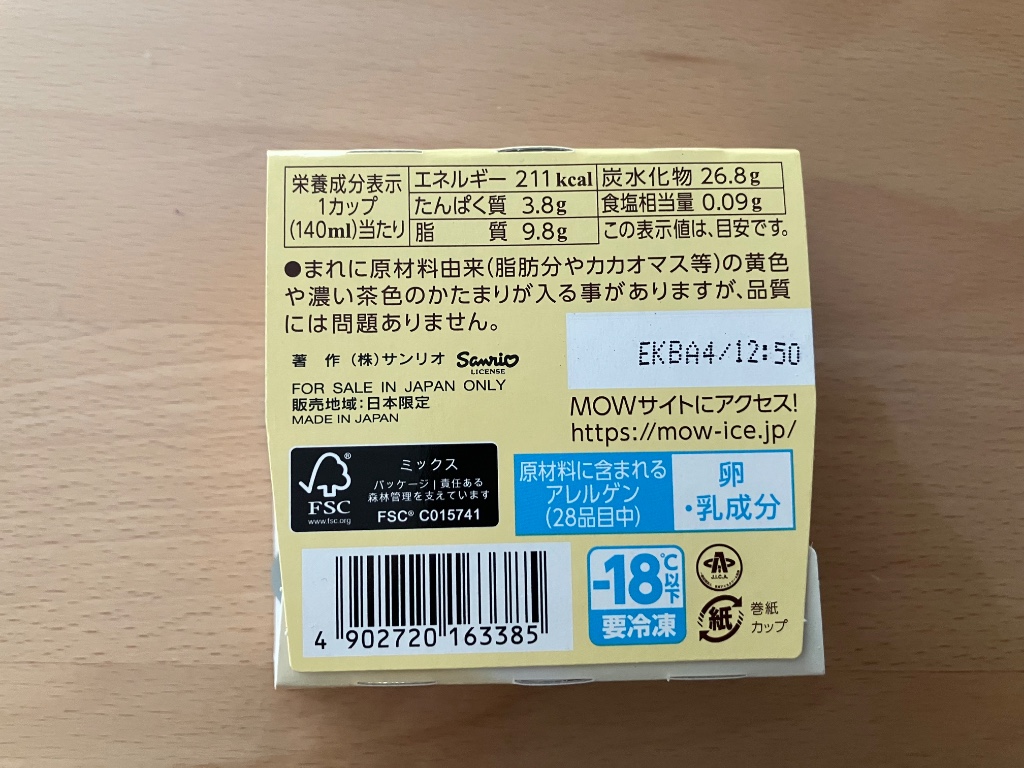 栄養成分表示
1カップ
(140ml)当たり
エネルギー 211kcal
炭水化物 26.8g
たんぱく質 3.8g
食塩相当量 0.09g
脂 質 9.8g
この表示値は、目安です。
●まれに原材料由来(脂肪分やカカオマス等)の黄色
や濃い茶色のかたまりが入る事がありますが、品質
には問題ありません。
EKBA4/12:50
著 作 (株)サンリオ Sanrio
LICENSE
FOR SALE IN JAPAN ONLY
販売地域:日本限定
MADE IN JAPAN
MOWサイトにアクセス!
https://mow-ice.jp/
®
FSC
www.fsc.org
ミックス
パッケージ|責任ある
森林管理を支えています
FSC® C015741
原材料に含まれる
アレルゲン
(28品目中)
卵
・乳成分
4 902720 163385
-18℃以下
要冷凍
J.I.C.A.
紙
巻紙
カップ